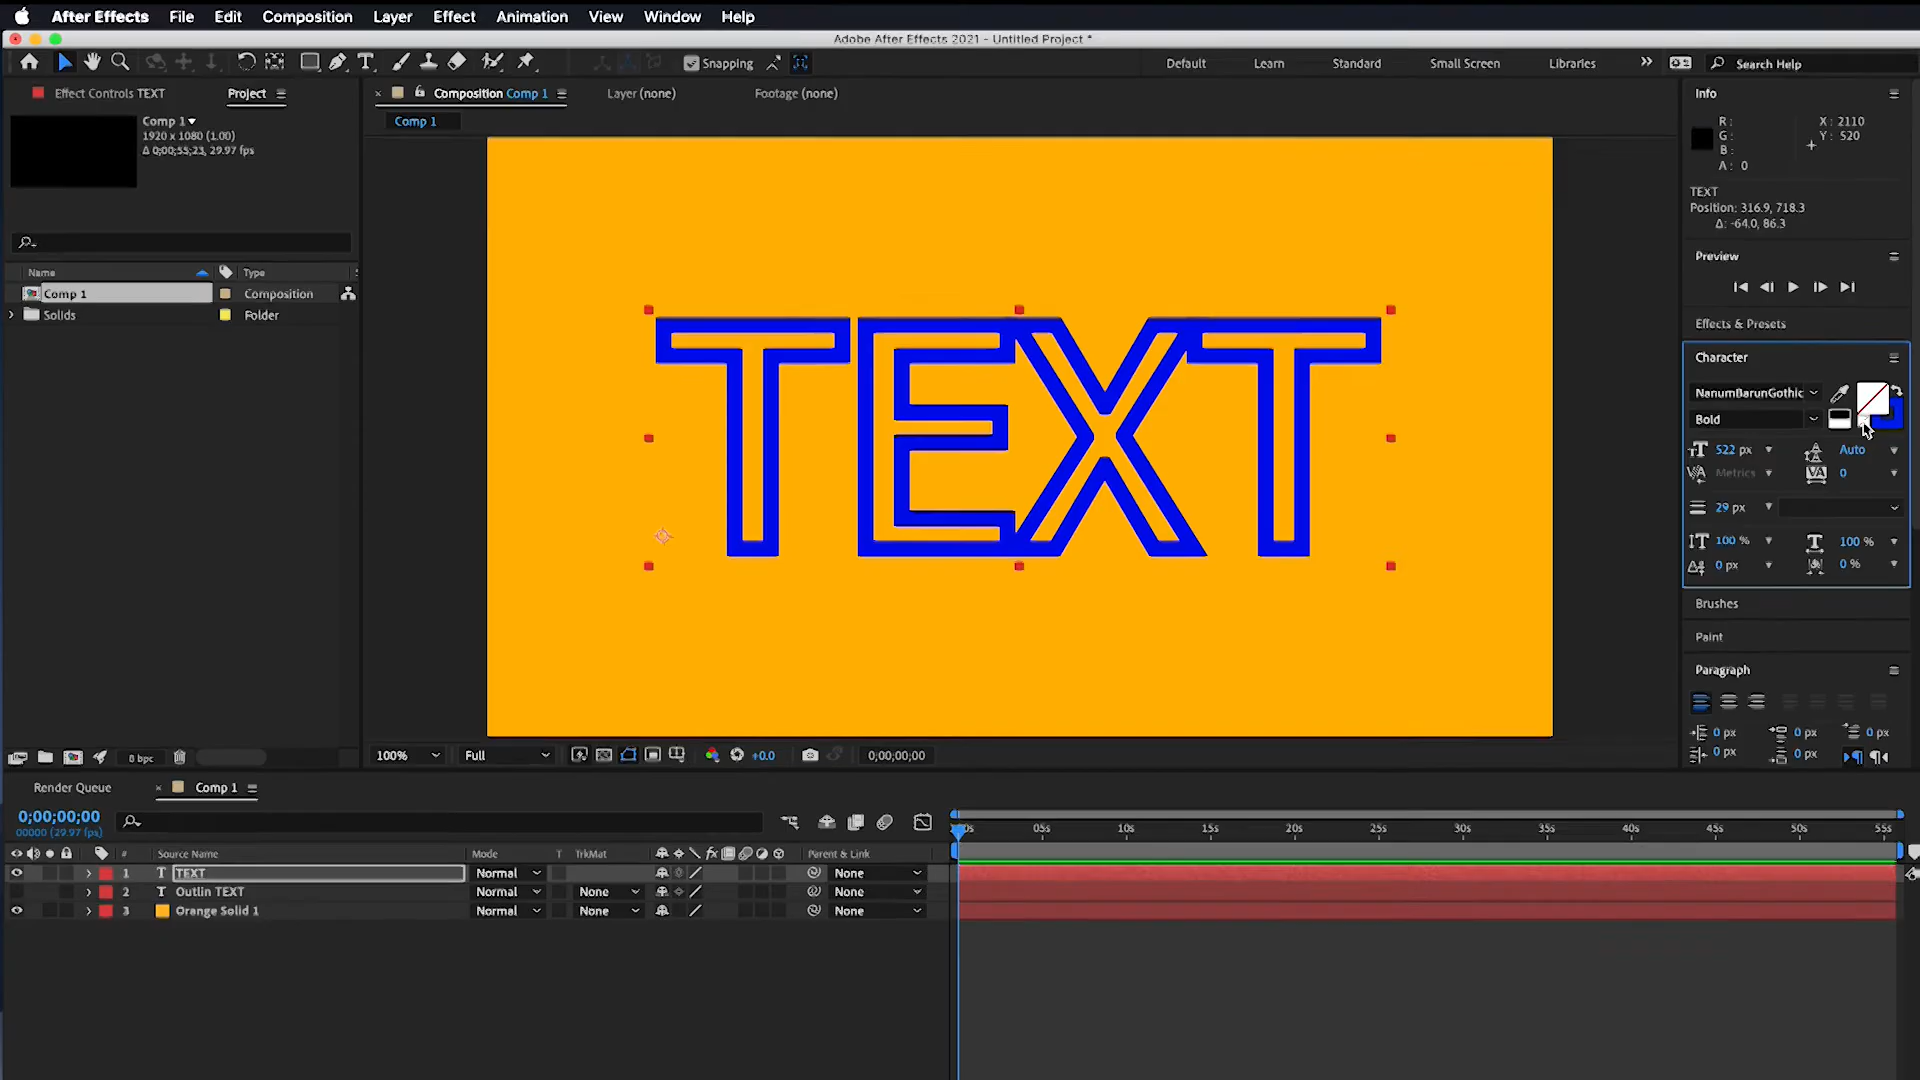 After Effects File Edit Composition Layer Effect Animation View Window Help
Adobe After Effects 2021 - Untitled Project *
Snapping Default Learn Standard Small Screen Libraries Search Help
Effect Controls TEXT Project
Comp 1
1920 x 1080 (1.00)
Δ 0;00;55;23, 29.97 fps
Name Type
Comp 1 Composition
Solids Folder
8 bpc
Composition Comp 1 Layer (none) Footage (none)
Comp 1
TEXT
100% Full +0.0 0;00;00;00
Info
R :
G :
B :
A : 0
X : 2110
Y : 520
TEXT
Position: 316.9, 718.3
Δ: -64.0, 86.3
Preview
Effects & Presets
Character
NanumBarunGothic
Bold
522 px Auto
Metrics 0
29 px
100 % 100 %
0 px 0 %
Brushes
Paint
Paragraph
0 px 0 px 0 px
0 px 0 px
Render Queue Comp 1
0;00;00;00
00000 (29.97 fps)
05s 10s 15s 20s 25s 30s 35s 40s 45s 50s 55s
# Source Name Mode T TrkMat Parent & Link
1 T TEXT Normal None
2 T Outlin TEXT Normal None None
3 Orange Solid 1 Normal None None